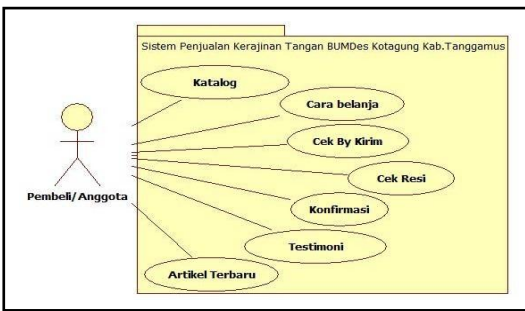 Sistem Penjualan Kerajinan Tangan BUMDes Kotagung Kab.Tanggamus
Katalog
Cara belanja
Cek By Kirim
Cek Resi
Pembeli/Anggota
Konfirmasi
Testimoni
Artikel Terbaru